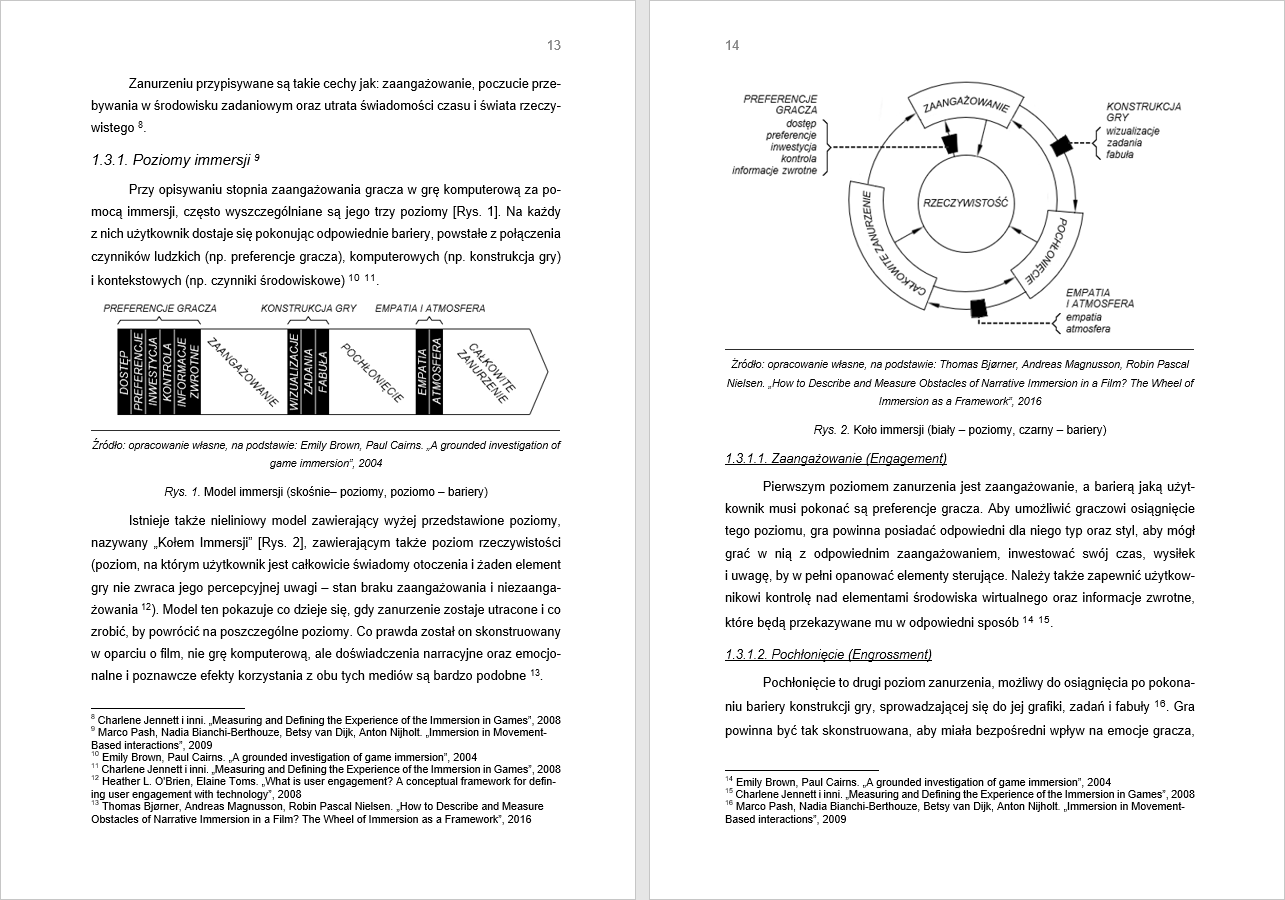 13
Zanurzeniu przypisywane są takie cechy jak: zaangażowanie, poczucie prze-
bywania w środowisku zadaniowym oraz utrata świadomości czasu i świata rzeczy-
wistego 8.
1.3.1. Poziomy immersji 9
Przy opisywaniu stopnia zaangażowania gracza w grę komputerową za po-
mocą immersji, często wyszczególniane są jego trzy poziomy [Rys. 1]. Na każdy
z nich użytkownik dostaje się pokonując odpowiednie bariery, powstałe z połączenia
czynników ludzkich (np. preferencje gracza), komputerowych (np. konstrukcja gry)
i kontekstowych (np. czynniki środowiskowe) 10 11.
PREFERENCJE GRACZA
KONSTRUKCJA GRY
EMPATIA I ATMOSFERA
DOSTĘP
PREFERENCJE
INWESTYCJA
KONTROLA
INFORMACJE
ZWROTNE
ZAANGAŻOWANIE
WIZUALIZACJE
ZADANIA
FABUŁA
POCHŁONIĘCIE
EMPATIA
ATMOSFERA
CAŁKOWITE
ZANURZENIE
Źródło: opracowanie własne, na podstawie: Emily Brown, Paul Cairns. „A grounded investigation of
game immersion”, 2004
Rys. 1. Model immersji (skośnie– poziomy, poziomo – bariery)
Istnieje także nieliniowy model zawierający wyżej przedstawione poziomy,
nazywany „Kołem Immersji” [Rys. 2], zawierającym także poziom rzeczywistości
(poziom, na którym użytkownik jest całkowicie świadomy otoczenia i żaden element
gry nie zwraca jego percepcyjnej uwagi – stan braku zaangażowania i niezaanga-
żowania 12). Model ten pokazuje co dzieje się, gdy zanurzenie zostaje utracone i co
zrobić, by powrócić na poszczególne poziomy. Co prawda został on skonstruowany
w oparciu o film, nie grę komputerową, ale doświadczenia narracyjne oraz emocjo-
nalne i poznawcze efekty korzystania z obu tych mediów są bardzo podobne 13.
8 Charlene Jennett i inni. „Measuring and Defining the Experience of the Immersion in Games”, 2008
9 Marco Pash, Nadia Bianchi-Berthouze, Betsy van Dijk, Anton Nijholt. „Immersion in Movement-
Based interactions”, 2009
10 Emily Brown, Paul Cairns. „A grounded investigation of game immersion”, 2004
11 Charlene Jennett i inni. „Measuring and Defining the Experience of the Immersion in Games”, 2008
12 Heather L. O'Brien, Elaine Toms. „What is user engagement? A conceptual framework for defin-
ing user engagement with technology”, 2008
13 Thomas Bjørner, Andreas Magnusson, Robin Pascal Nielsen. „How to Describe and Measure
Obstacles of Narrative Immersion in a Film? The Wheel of Immersion as a Framework”, 2016
14
PREFERENCJE
GRACZA
dostęp
preferencje
inwestycja
kontrola
informacje zwrotne
ZAANGAŻOWANIE
KONSTRUKCJA
GRY
wizualizacje
zadania
fabuła
RZECZYWISTOŚĆ
CAŁKOWITE ZANURZENIE
POCHŁONIĘCIE
EMPATIA
I ATMOSFERA
empatia
atmosfera
Źródło: opracowanie własne, na podstawie: Thomas Bjørner, Andreas Magnusson, Robin Pascal
Nielsen. „How to Describe and Measure Obstacles of Narrative Immersion in a Film? The Wheel of
Immersion as a Framework”, 2016
Rys. 2. Koło immersji (biały – poziomy, czarny – bariery)
1.3.1.1. Zaangażowanie (Engagement)
Pierwszym poziomem zanurzenia jest zaangażowanie, a barierą jaką użyt-
kownik musi pokonać są preferencje gracza. Aby umożliwić graczowi osiągnięcie
tego poziomu, gra powinna posiadać odpowiedni dla niego typ oraz styl, aby mógł
grać w nią z odpowiednim zaangażowaniem, inwestować swój czas, wysiłek
i uwagę, by w pełni opanować elementy sterujące. Należy także zapewnić użytkow-
nikowi kontrolę nad elementami środowiska wirtualnego oraz informacje zwrotne,
które będą przekazywane mu w odpowiedni sposób 14 15.
1.3.1.2. Pochłonięcie (Engrossment)
Pochłonięcie to drugi poziom zanurzenia, możliwy do osiągnięcia po pokona-
niu bariery konstrukcji gry, sprowadzającej się do jej grafiki, zadań i fabuły 16. Gra
powinna być tak skonstruowana, aby miała bezpośredni wpływ na emocje gracza,
14 Emily Brown, Paul Cairns. „A grounded investigation of game immersion”, 2004
15 Charlene Jennett i inni. „Measuring and Defining the Experience of the Immersion in Games”, 2008
16 Marco Pash, Nadia Bianchi-Berthouze, Betsy van Dijk, Anton Nijholt. „Immersion in Movement-
Based interactions”, 2009